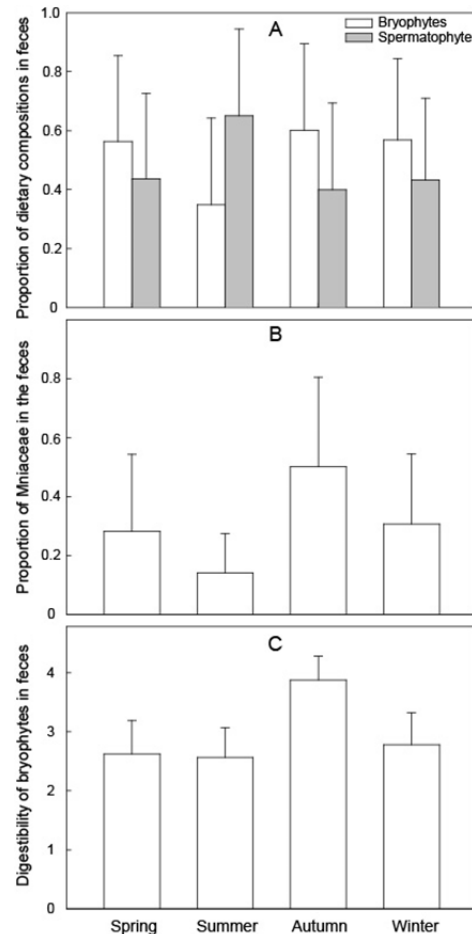 Proportion of dietary compositions in feces
1.0
0.8
0.6
0.4
0.2
0
A
Bryophytes
Spermatophyte
Proportion of Mniaceae in the feces
0.8
0.6
0.4
0.2
0
B
Digestibility of bryophytes in feces
4
3
2
1
0
C
Spring Summer Autumn Winter